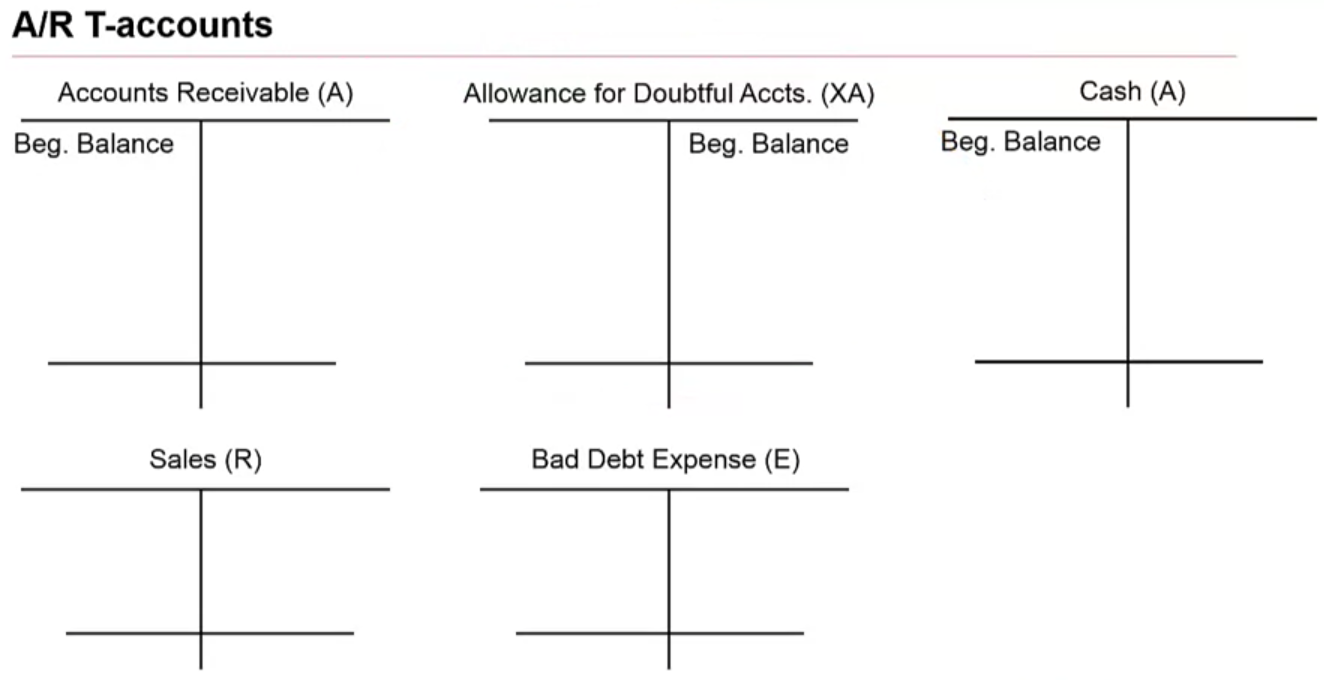 A/R T-accounts
Accounts Receivable (A)
Allowance for Doubtful Accts. (XA)
Cash (A)
Beg. Balance
Beg. Balance
Beg. Balance
Sales (R)
Bad Debt Expense (E)